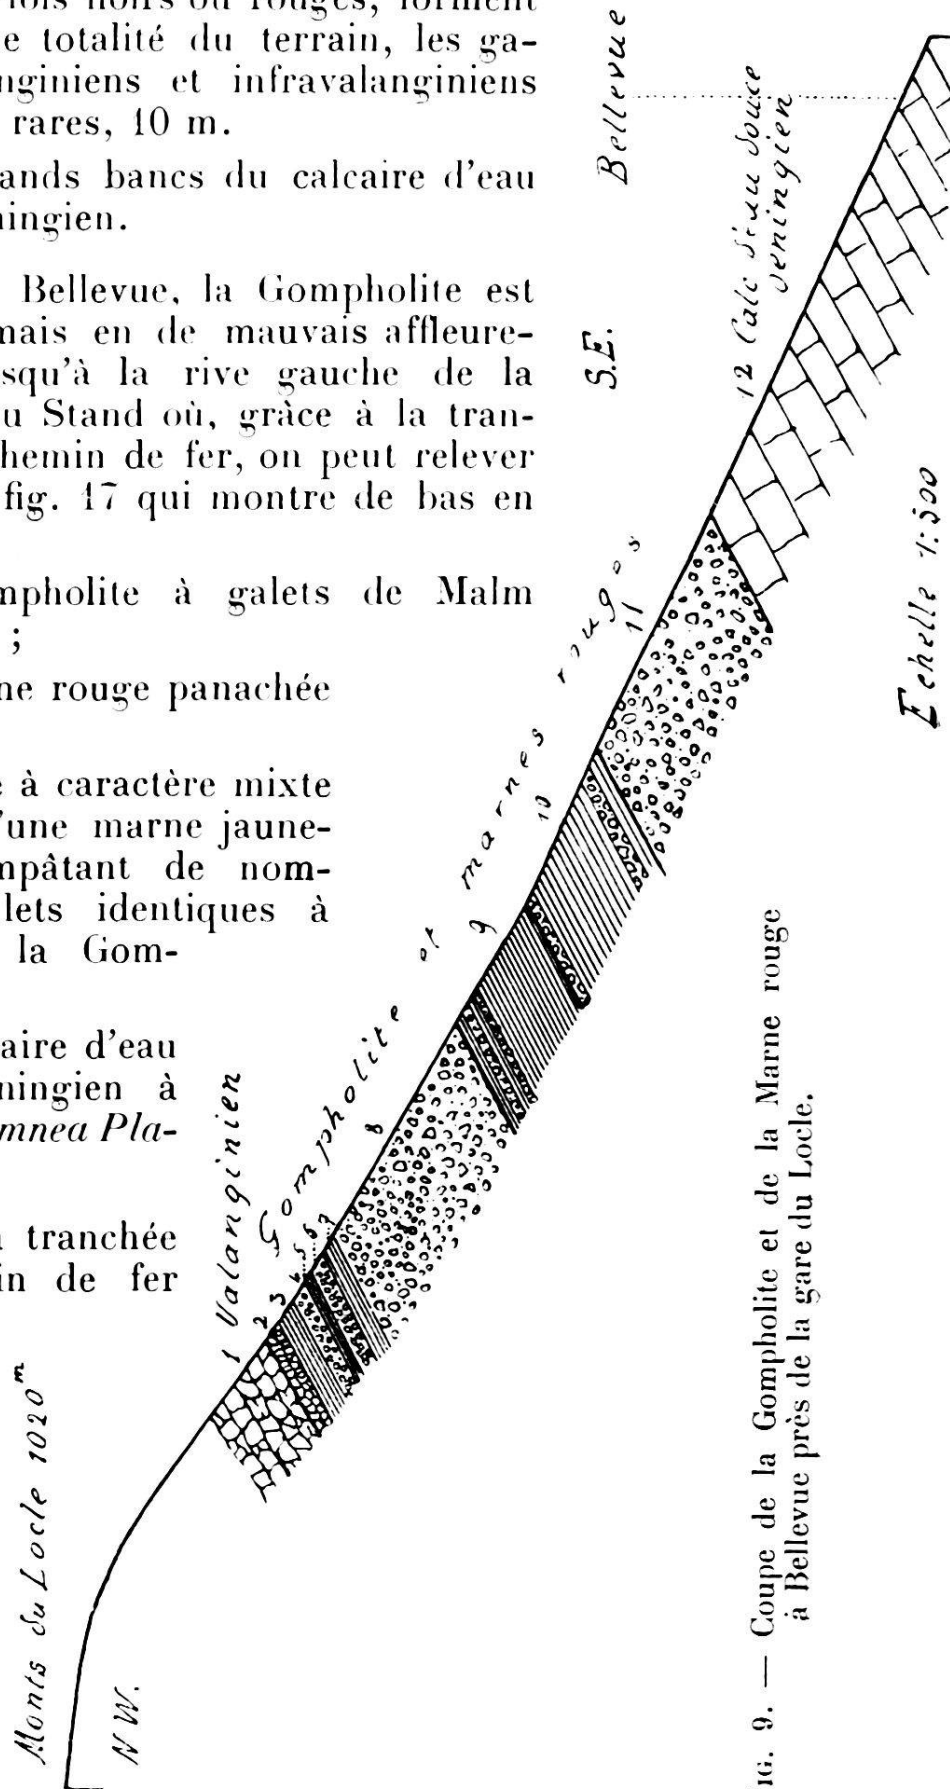 fois noirs ou rouges, forment
e totalité du terrain, les ga-
nginiens et infravalanginiens
rares, 10 m.
ands bancs du calcaire d'eau
ningien.
Bellevue, la Gompholite est
mais en de mauvais affleure-
squ'à la rive gauche de la
u Stand où, grâce à la tran-
hemin de fer, on peut relever
fig. 17 qui montre de bas en
mpholite à galets de Malm
;
ne rouge panachée
e à caractère mixte
'une marne jaune-
mpâtant de nom-
lets identiques à
la Gom-
aire d'eau
ningien à
mnea Pla-
tranchée
in de fer
Monts du Locle 1020m
NW.
1 Valanginien
Gompholite et marnes rouges
2 3 4 5 6 7 8 9 10 11
12 Calc d'eau douce
oeningien
S.E.
Bellevue
Echelle 1:500
IG. 9. — Coupe de la Gompholite et de la Marne rouge
à Bellevue près de la gare du Locle.